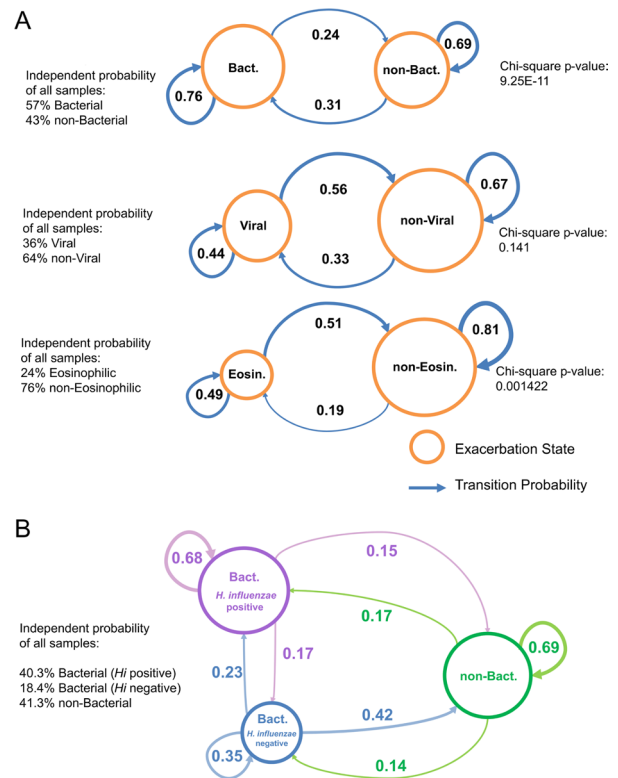 A
0.24
Bact.
non-Bact.
0.69
Independent probability
of all samples:
57% Bacterial
43% non-Bacterial
0.76
0.31
Chi-square p-value:
9.25E-11
0.56
0.67
Independent probability
of all samples:
36% Viral
64% non-Viral
Viral
non-Viral
0.44
0.33
Chi-square p-value:
0.141
0.51
0.81
Independent probability
of all samples:
24% Eosinophilic
76% non-Eosinophilic
Eosin.
non-Eosin.
0.49
0.19
Chi-square p-value:
0.001422
Exacerbation State
Transition Probability
B
0.68
Bact.
H. influenzae
positive
0.15
0.17
Independent probability
of all samples:
40.3% Bacterial (Hi positive)
18.4% Bacterial (Hi negative)
41.3% non-Bacterial
0.17
0.23
non-Bact.
0.69
Bact.
H. influenzae
negative
0.42
0.35
0.14